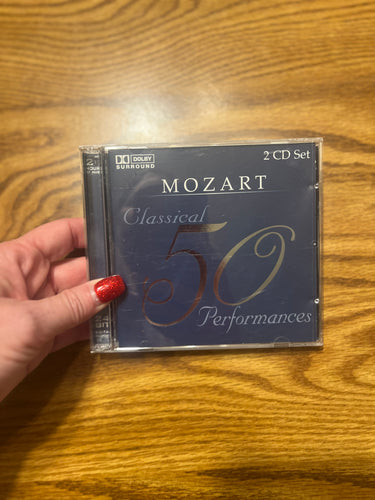 DOLBY
SURROUND
2 CD Set
MOZART
Classical
50
Performances